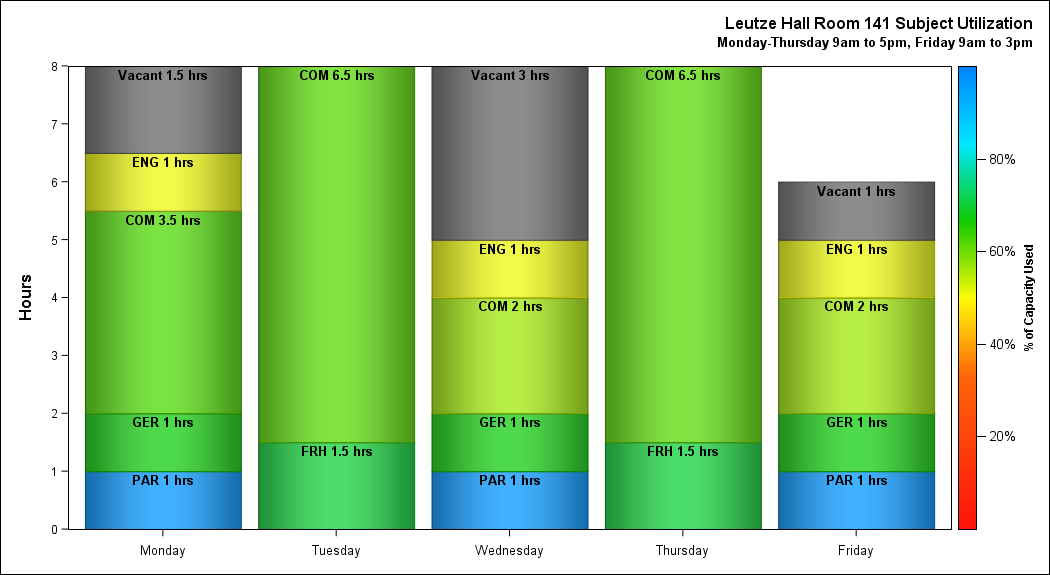 Leutze Hall Room 141 Subject Utilization
Monday-Thursday 9am to 5pm, Friday 9am to 3pm
Hours
8
7
6
5
4
3
2
1
0
Vacant 1.5 hrs
ENG 1 hrs
COM 3.5 hrs
GER 1 hrs
PAR 1 hrs
COM 6.5 hrs
FRH 1.5 hrs
Vacant 3 hrs
ENG 1 hrs
COM 2 hrs
GER 1 hrs
PAR 1 hrs
COM 6.5 hrs
FRH 1.5 hrs
Vacant 1 hrs
ENG 1 hrs
COM 2 hrs
GER 1 hrs
PAR 1 hrs
Monday
Tuesday
Wednesday
Thursday
Friday
80%
60%
40%
20%
% of Capacity Used